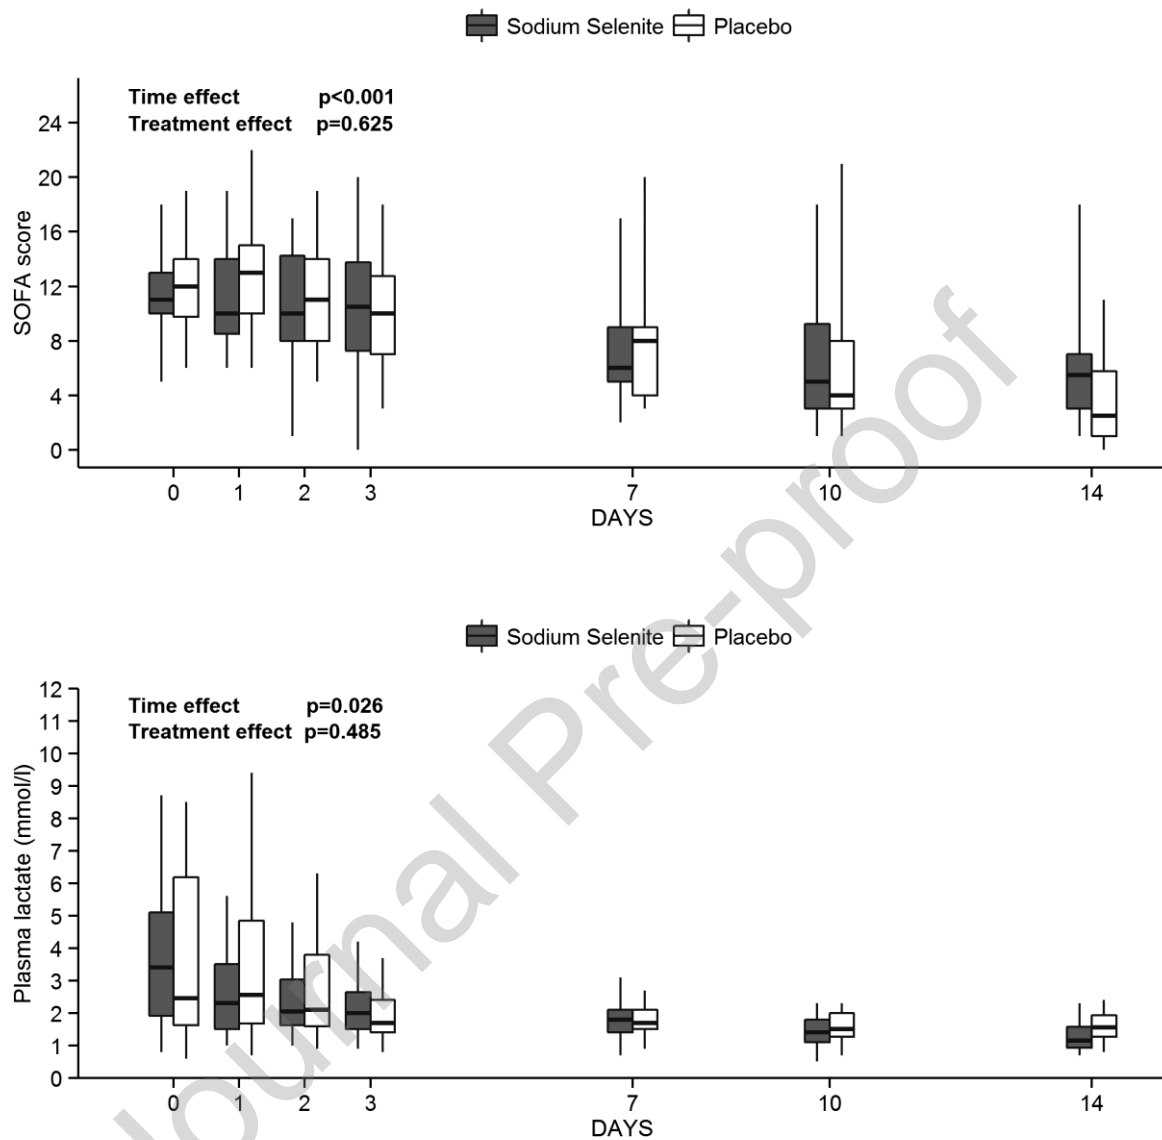 Sodium Selenite Placebo
Time effect p<0.001
Treatment effect p=0.625
SOFA score
24
20
16
12
8
4
0
0 1 2 3 7 10 14
DAYS
Sodium Selenite Placebo
Time effect p=0.026
Treatment effect p=0.485
Plasma lactate (mmol/l)
12
11
10
9
8
7
6
5
4
3
2
1
0
0 1 2 3 7 10 14
DAYS
Journal Pre-proof